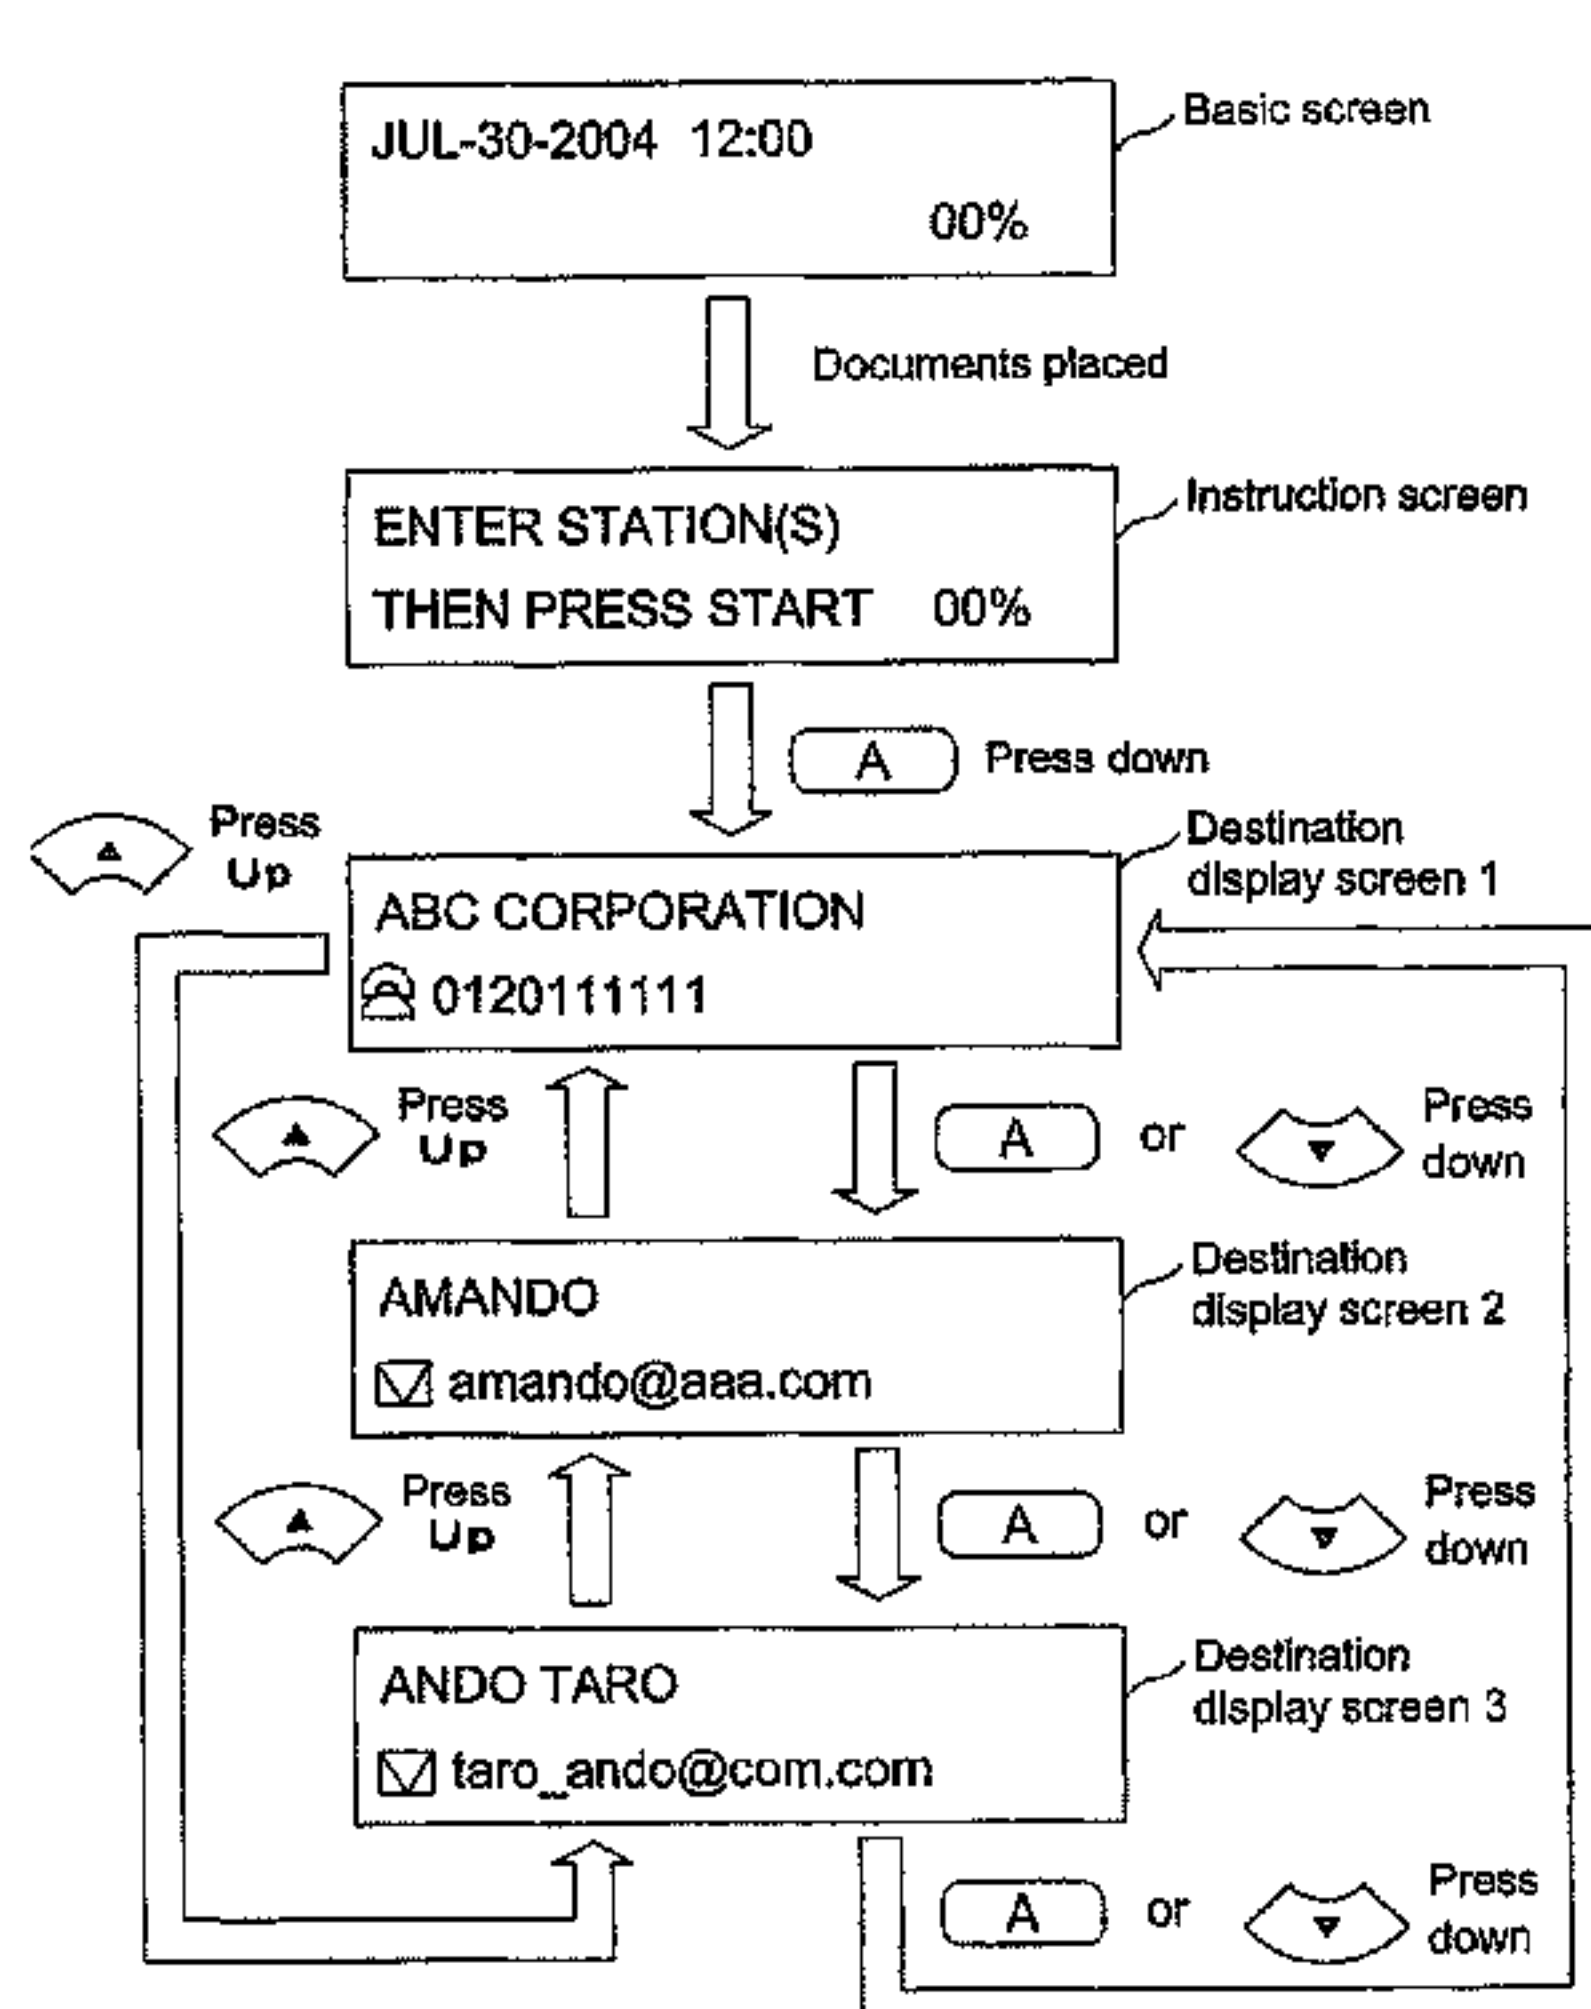 JUL-30-2004 12:00
00%
Basic screen
Documents placed
ENTER STATION(S)
THEN PRESS START 00%
Instruction screen
A Press down
Press
Up
Destination
display screen 1
ABC CORPORATION
0120111111
Press
Up
A or Press
down
AMANDO
amando@aaa.com
Destination
display screen 2
Press
Up
A or Press
down
ANDO TARO
taro_ando@com.com
Destination
display screen 3
A or Press
down